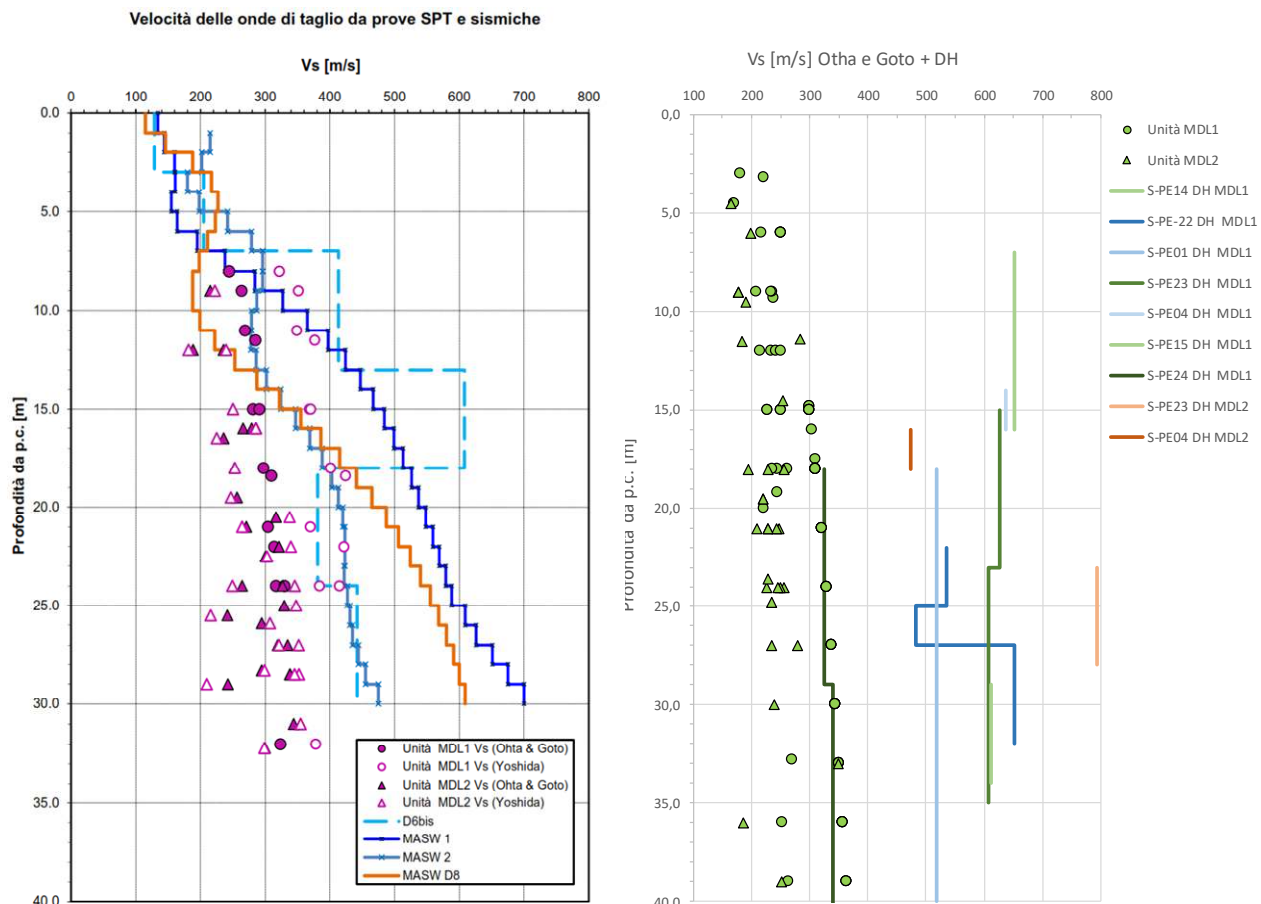 Velocità delle onde di taglio da prove SPT e sismiche
Vs [m/s]
0 100 200 300 400 500 600 700 800
0.0
5.0
10.0
15.0
20.0
25.0
30.0
35.0
40.0
Profondità da p.c. [m]
Unità MDL1 Vs (Ohta & Goto)
Unità MDL1 Vs (Yoshida)
Unità MDL2 Vs (Ohta & Goto)
Unità MDL2 Vs (Yoshida)
D6bis
MASW 1
MASW 2
MASW D8
Vs [m/s] Otha e Goto + DH
100 200 300 400 500 600 700 800
0,0
5,0
10,0
15,0
20,0
25,0
30,0
35,0
40,0
Profondità da p.c. [m]
Unità MDL1
Unità MDL2
S-PE14 DH MDL1
S-PE-22 DH MDL1
S-PE01 DH MDL1
S-PE23 DH MDL1
S-PE04 DH MDL1
S-PE15 DH MDL1
S-PE24 DH MDL1
S-PE23 DH MDL2
S-PE04 DH MDL2